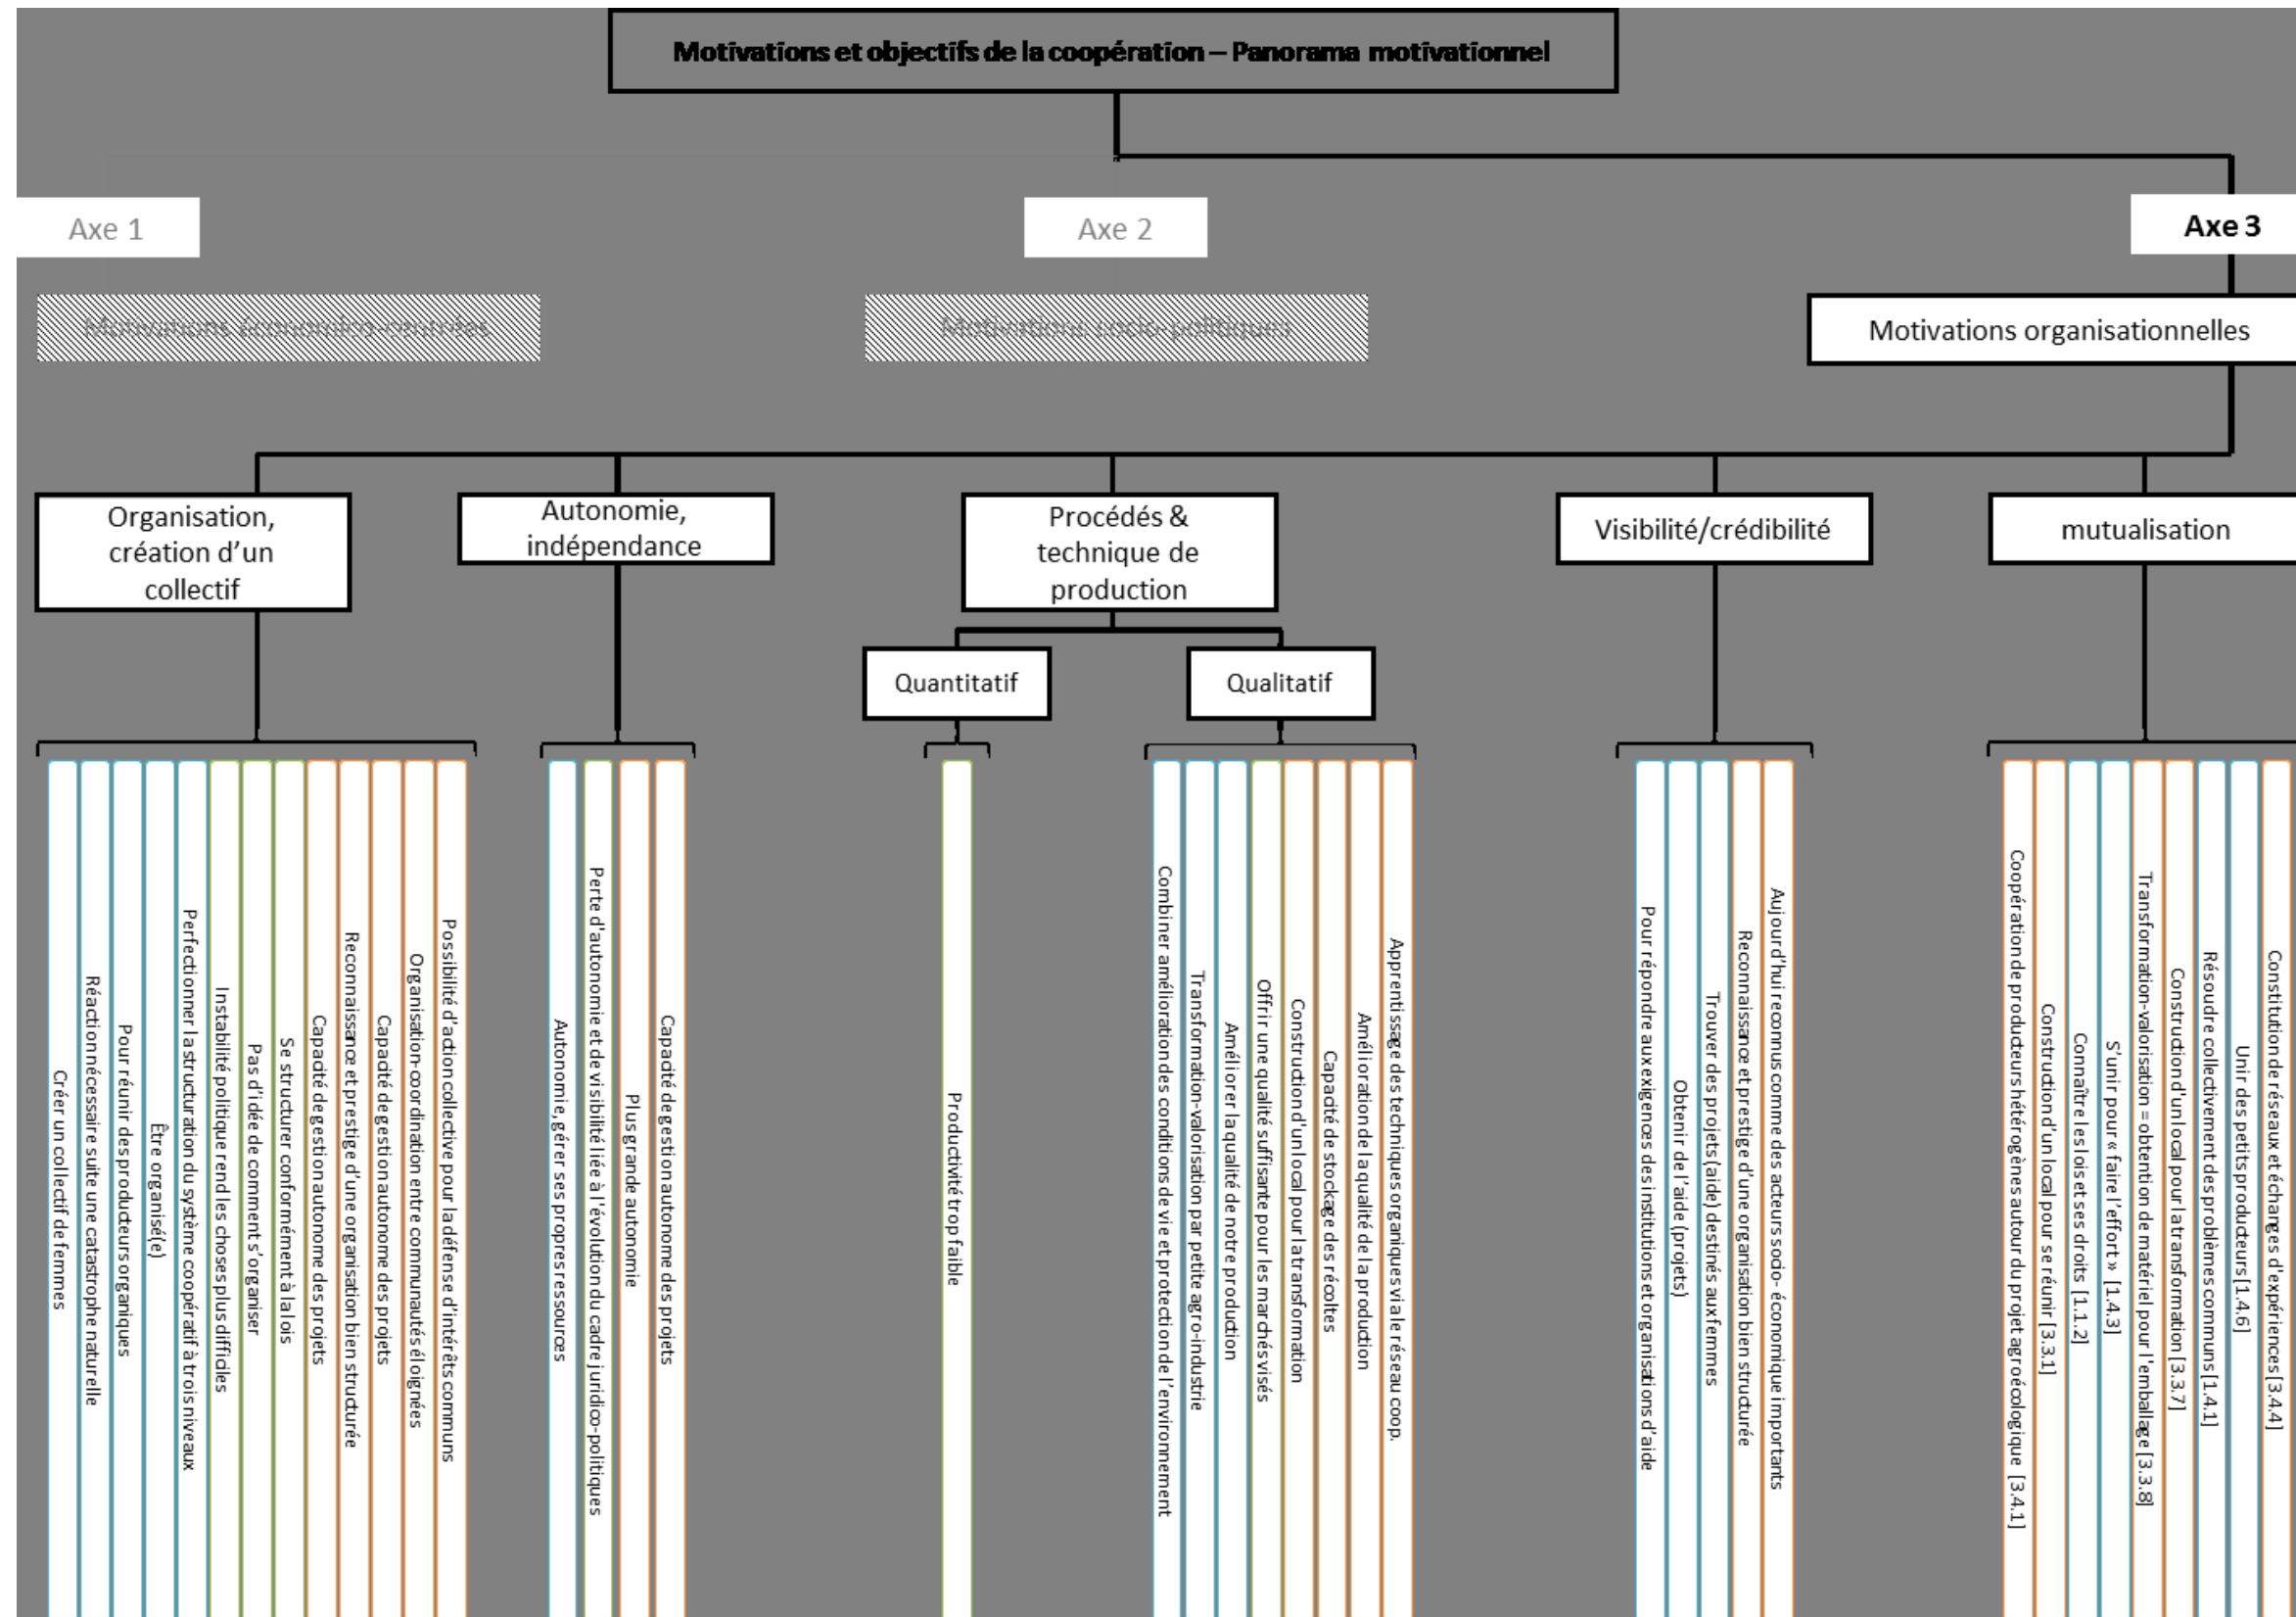 Motivations et objectifs de la coopération – Panorama motivationnel
Axe 1
Axe 2
Axe 3
Motivations économico-centrées
Motivations socio-politiques
Motivations organisationnelles
Organisation,
création d’un
collectif
Autonomie,
indépendance
Procédés &
technique de
production
Visibilité/crédibilité
mutualisation
Quantitatif
Qualitatif
Créer un collectif de femmes
Réaction nécessaire suite une catastrophe naturelle
Pour réunir des producteurs organiques
Être organisé(e)
Perfectionner la structuration du système coopératif à trois niveaux
Instabilité politique rend les choses plus difficiles
Pas d’idée de comment s’organiser
Se structurer conformément à la lois
Capacité de gestion autonome des projets
Reconnaissance et prestige d’une organisation bien structurée
Capacité de gestion autonome des projets
Organisation-coordination entre communautés éloignées
Possibilité d’action collective pour la défense d’intérêts communs
Autonomie, gérer ses propres ressources
Perte d’autonomie et de visibilité liée à l’évolution du cadre juridico-politiques
Plus grande autonomie
Capacité de gestion autonome des projets
Productivité trop faible
Combiner amélioration des conditions de vie et protection de l’environnement
Transformation-valorisation par petite agro-industrie
Améliorer la qualité de notre production
Offrir une qualité suffisante pour les marchés visés
Construction d’un local pour la transformation
Capacité de stockage des récoltes
Amélioration de la qualité de la production
Apprentissage des techniques organiques via le réseau coop.
Pour répondre aux exigences des institutions et organisations d’aide
Obtenir de l’aide (projets)
Trouver des projets (aide) destinés aux femmes
Reconnaissance et prestige d’une organisation bien structurée
Aujourd’hui reconnus comme des acteurs socio- économique importants
Coopération de producteurs hétérogènes autour du projet agroécologique [3.4.1]
Construction d’un local pour se réunir [3.3.1]
Connaître les lois et ses droits [1.1.2]
S’unir pour « faire l’effort » [1.4.3]
Transformation-valorisation = obtention de matériel pour l’emballage [3.3.8]
Construction d’un local pour la transformation [3.3.7]
Résoudre collectivement des problèmes communs [1.4.1]
Unir des petits producteurs [1.4.6]
Constitution de réseaux et échanges d’expériences [3.4.4]